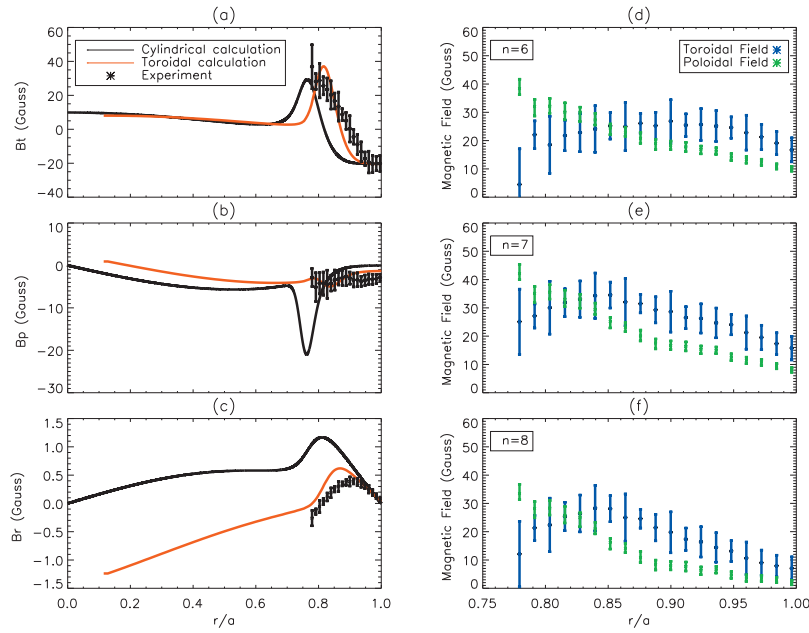 (a)
60
40
20
0
−20
−40
Bt (Gauss)
Cylindrical calculation
Toroidal calculation
Experiment
(b)
10
0
−10
−20
−30
Bp (Gauss)
(c)
1.5
1.0
0.5
0.0
−0.5
−1.0
−1.5
Br (Gauss)
0.0 0.2 0.4 0.6 0.8 1.0
r/a
(d)
60
50
40
30
20
10
0
Magnetic Field (Gauss)
n=6
Toroidal Field
Poloidal Field
(e)
60
50
40
30
20
10
0
Magnetic Field (Gauss)
n=7
(f)
60
50
40
30
20
10
0
Magnetic Field (Gauss)
n=8
0.75 0.80 0.85 0.90 0.95 1.00
r/a